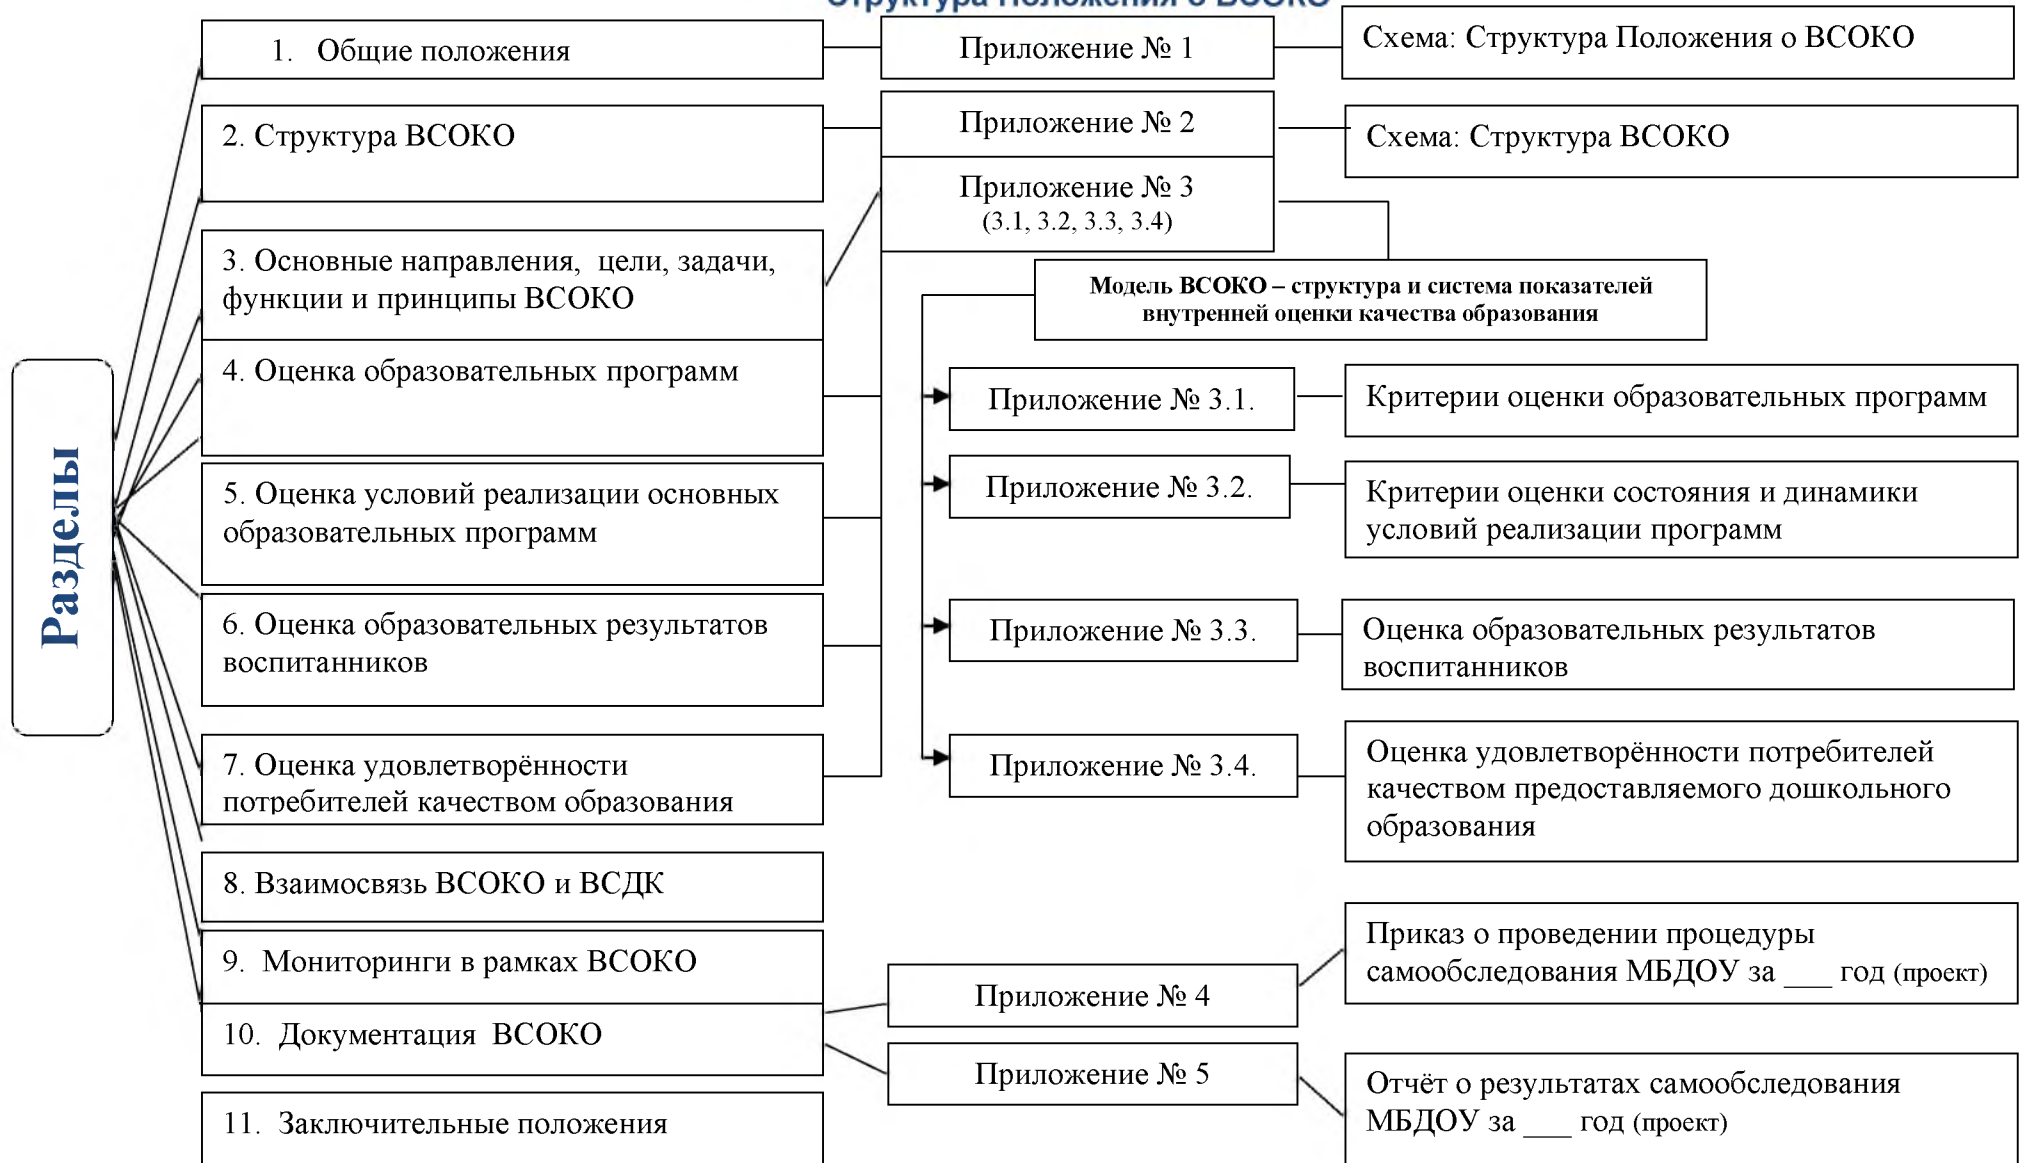 Структура Положения о ВСОКО
Разделы
1. Общие положения
Приложение № 1
Схема: Структура Положения о ВСОКО
2. Структура ВСОКО
Приложение № 2
Схема: Структура ВСОКО
Приложение № 3
(3.1, 3.2, 3.3, 3.4)
3. Основные направления, цели, задачи,
функции и принципы ВСОКО
Модель ВСОКО – структура и система показателей
внутренней оценки качества образования
4. Оценка образовательных программ
Приложение № 3.1.
Критерии оценки образовательных программ
5. Оценка условий реализации основных
образовательных программ
Приложение № 3.2.
Критерии оценки состояния и динамики
условий реализации программ
6. Оценка образовательных результатов
воспитанников
Приложение № 3.3.
Оценка образовательных результатов
воспитанников
7. Оценка удовлетворённости
потребителей качеством образования
Приложение № 3.4.
Оценка удовлетворённости потребителей
качеством предоставляемого дошкольного
образования
8. Взаимосвязь ВСОКО и ВСДК
9. Мониторинги в рамках ВСОКО
10. Документация ВСОКО
Приложение № 4
Приказ о проведении процедуры
самообследования МБДОУ за ___ год (проект)
Приложение № 5
Отчёт о результатах самообследования
МБДОУ за ___ год (проект)
11. Заключительные положения